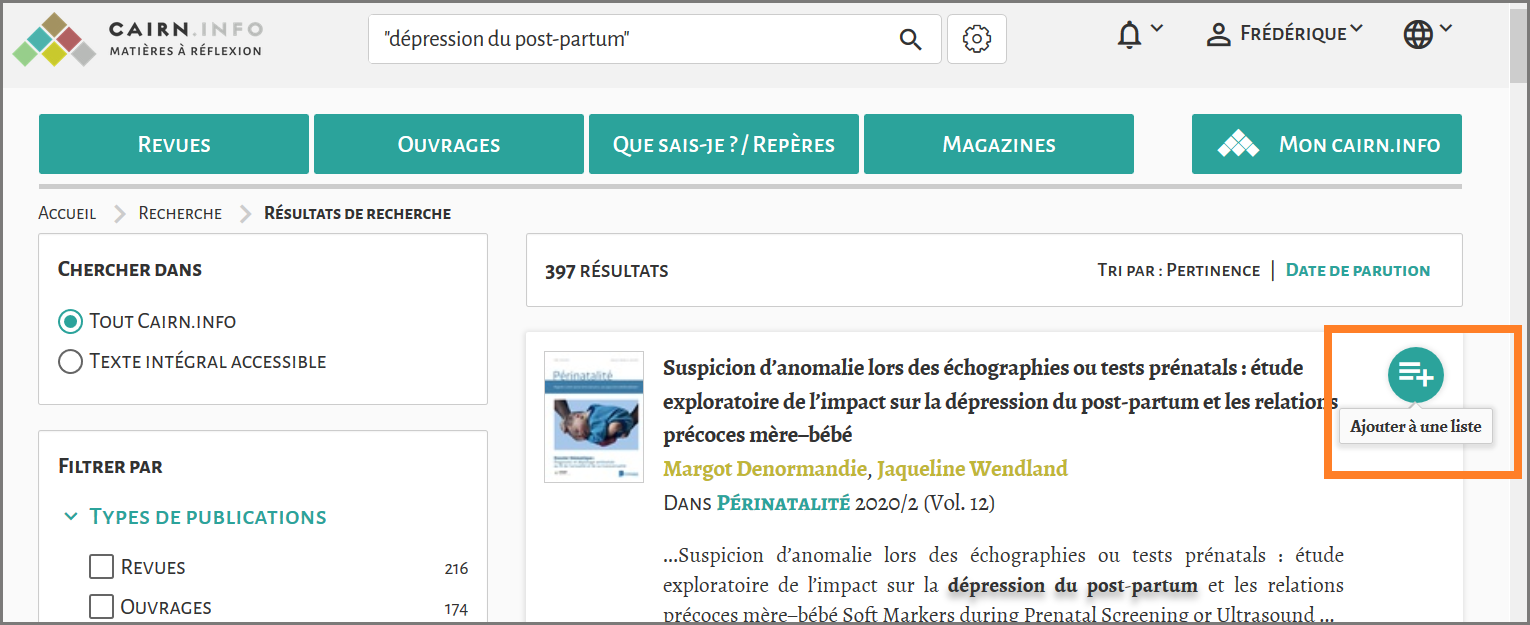 CAIRN.INFO
MATIÈRES À RÉFLEXION
"dépression du post-partum"
FRÉDÉRIQUE
REVUES
OUVRAGES
QUE SAIS-JE ? / REPÈRES
MAGAZINES
MON CAIRN.INFO
ACCUEIL
RECHERCHE
RÉSULTATS DE RECHERCHE
CHERCHER DANS
TOUT CAIRN.INFO
TEXTE INTÉGRAL ACCESSIBLE
FILTRER PAR
TYPES DE PUBLICATIONS
REVUES 216
OUVRAGES 174
397 RÉSULTATS
TRI PAR : PERTINENCE | DATE DE PARUTION
Périnatalité
Suspicion d’anomalie lors des échographies ou tests prénatals : étude
exploratoire de l’impact sur la dépression du post-partum et les relations
précoces mère–bébé
Margot Denormandie, Jaqueline Wendland
DANS PÉRINATALITÉ 2020/2 (Vol. 12)
...Suspicion d’anomalie lors des échographies ou tests prénatals : étude
exploratoire de l’impact sur la dépression du post-partum et les relations
précoces mère–bébé Soft Markers during Prenatal Screening or Ultrasound ...
Ajouter à une liste